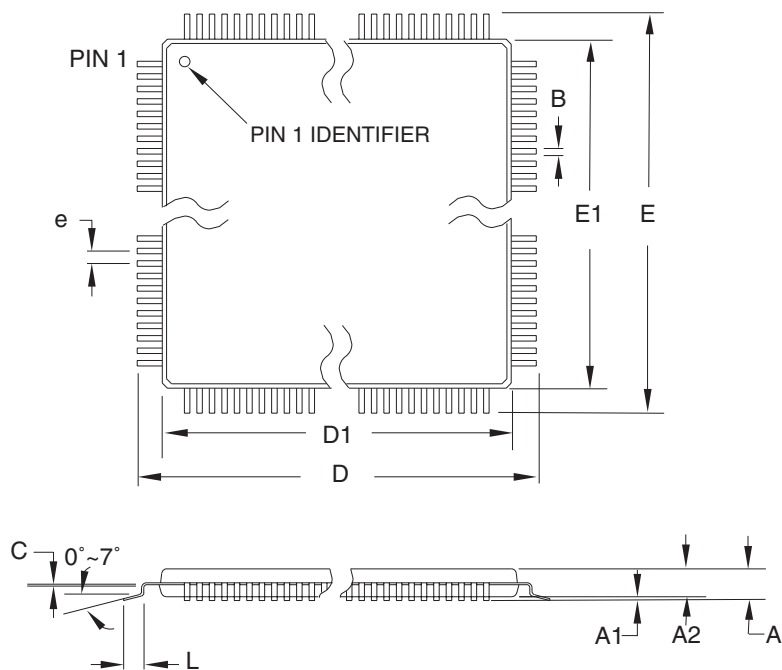 PIN 1
PIN 1 IDENTIFIER
B
e
E1
E
D1
D
C
0°~7°
L
A1
A2
A